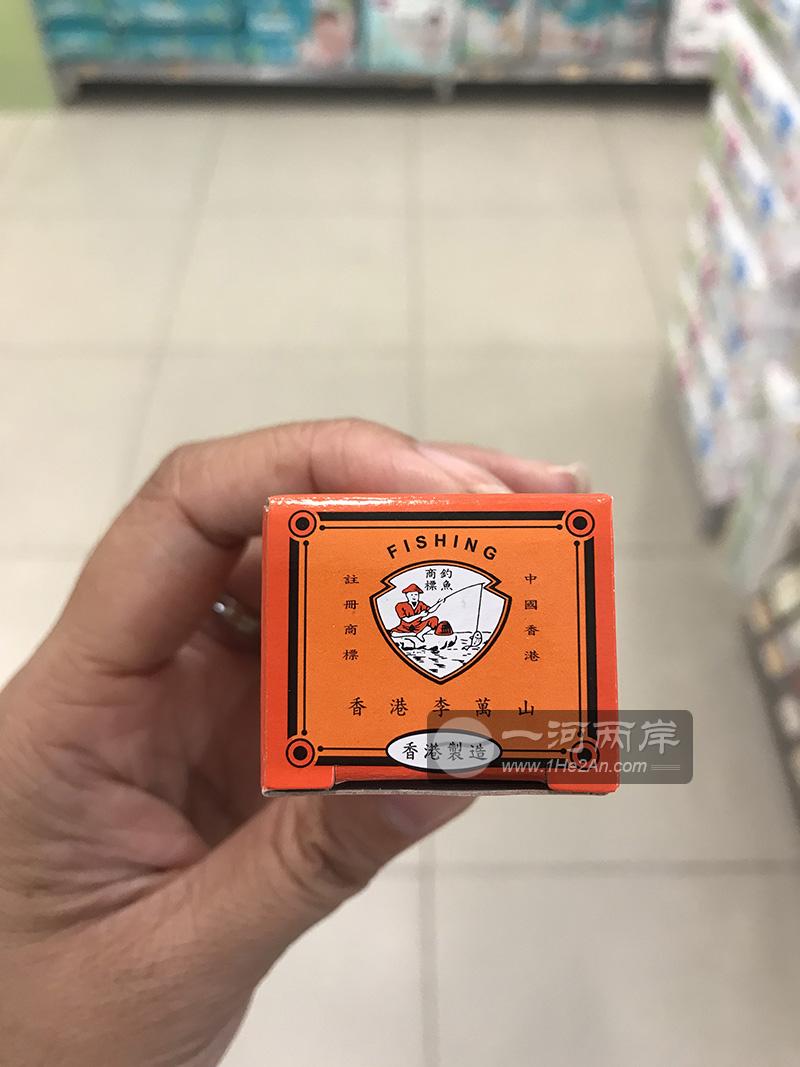 FISHING
釣魚
商標
中國香港
註冊商標
香港李萬山
香港製造
一河两岸
www.1He2An.com